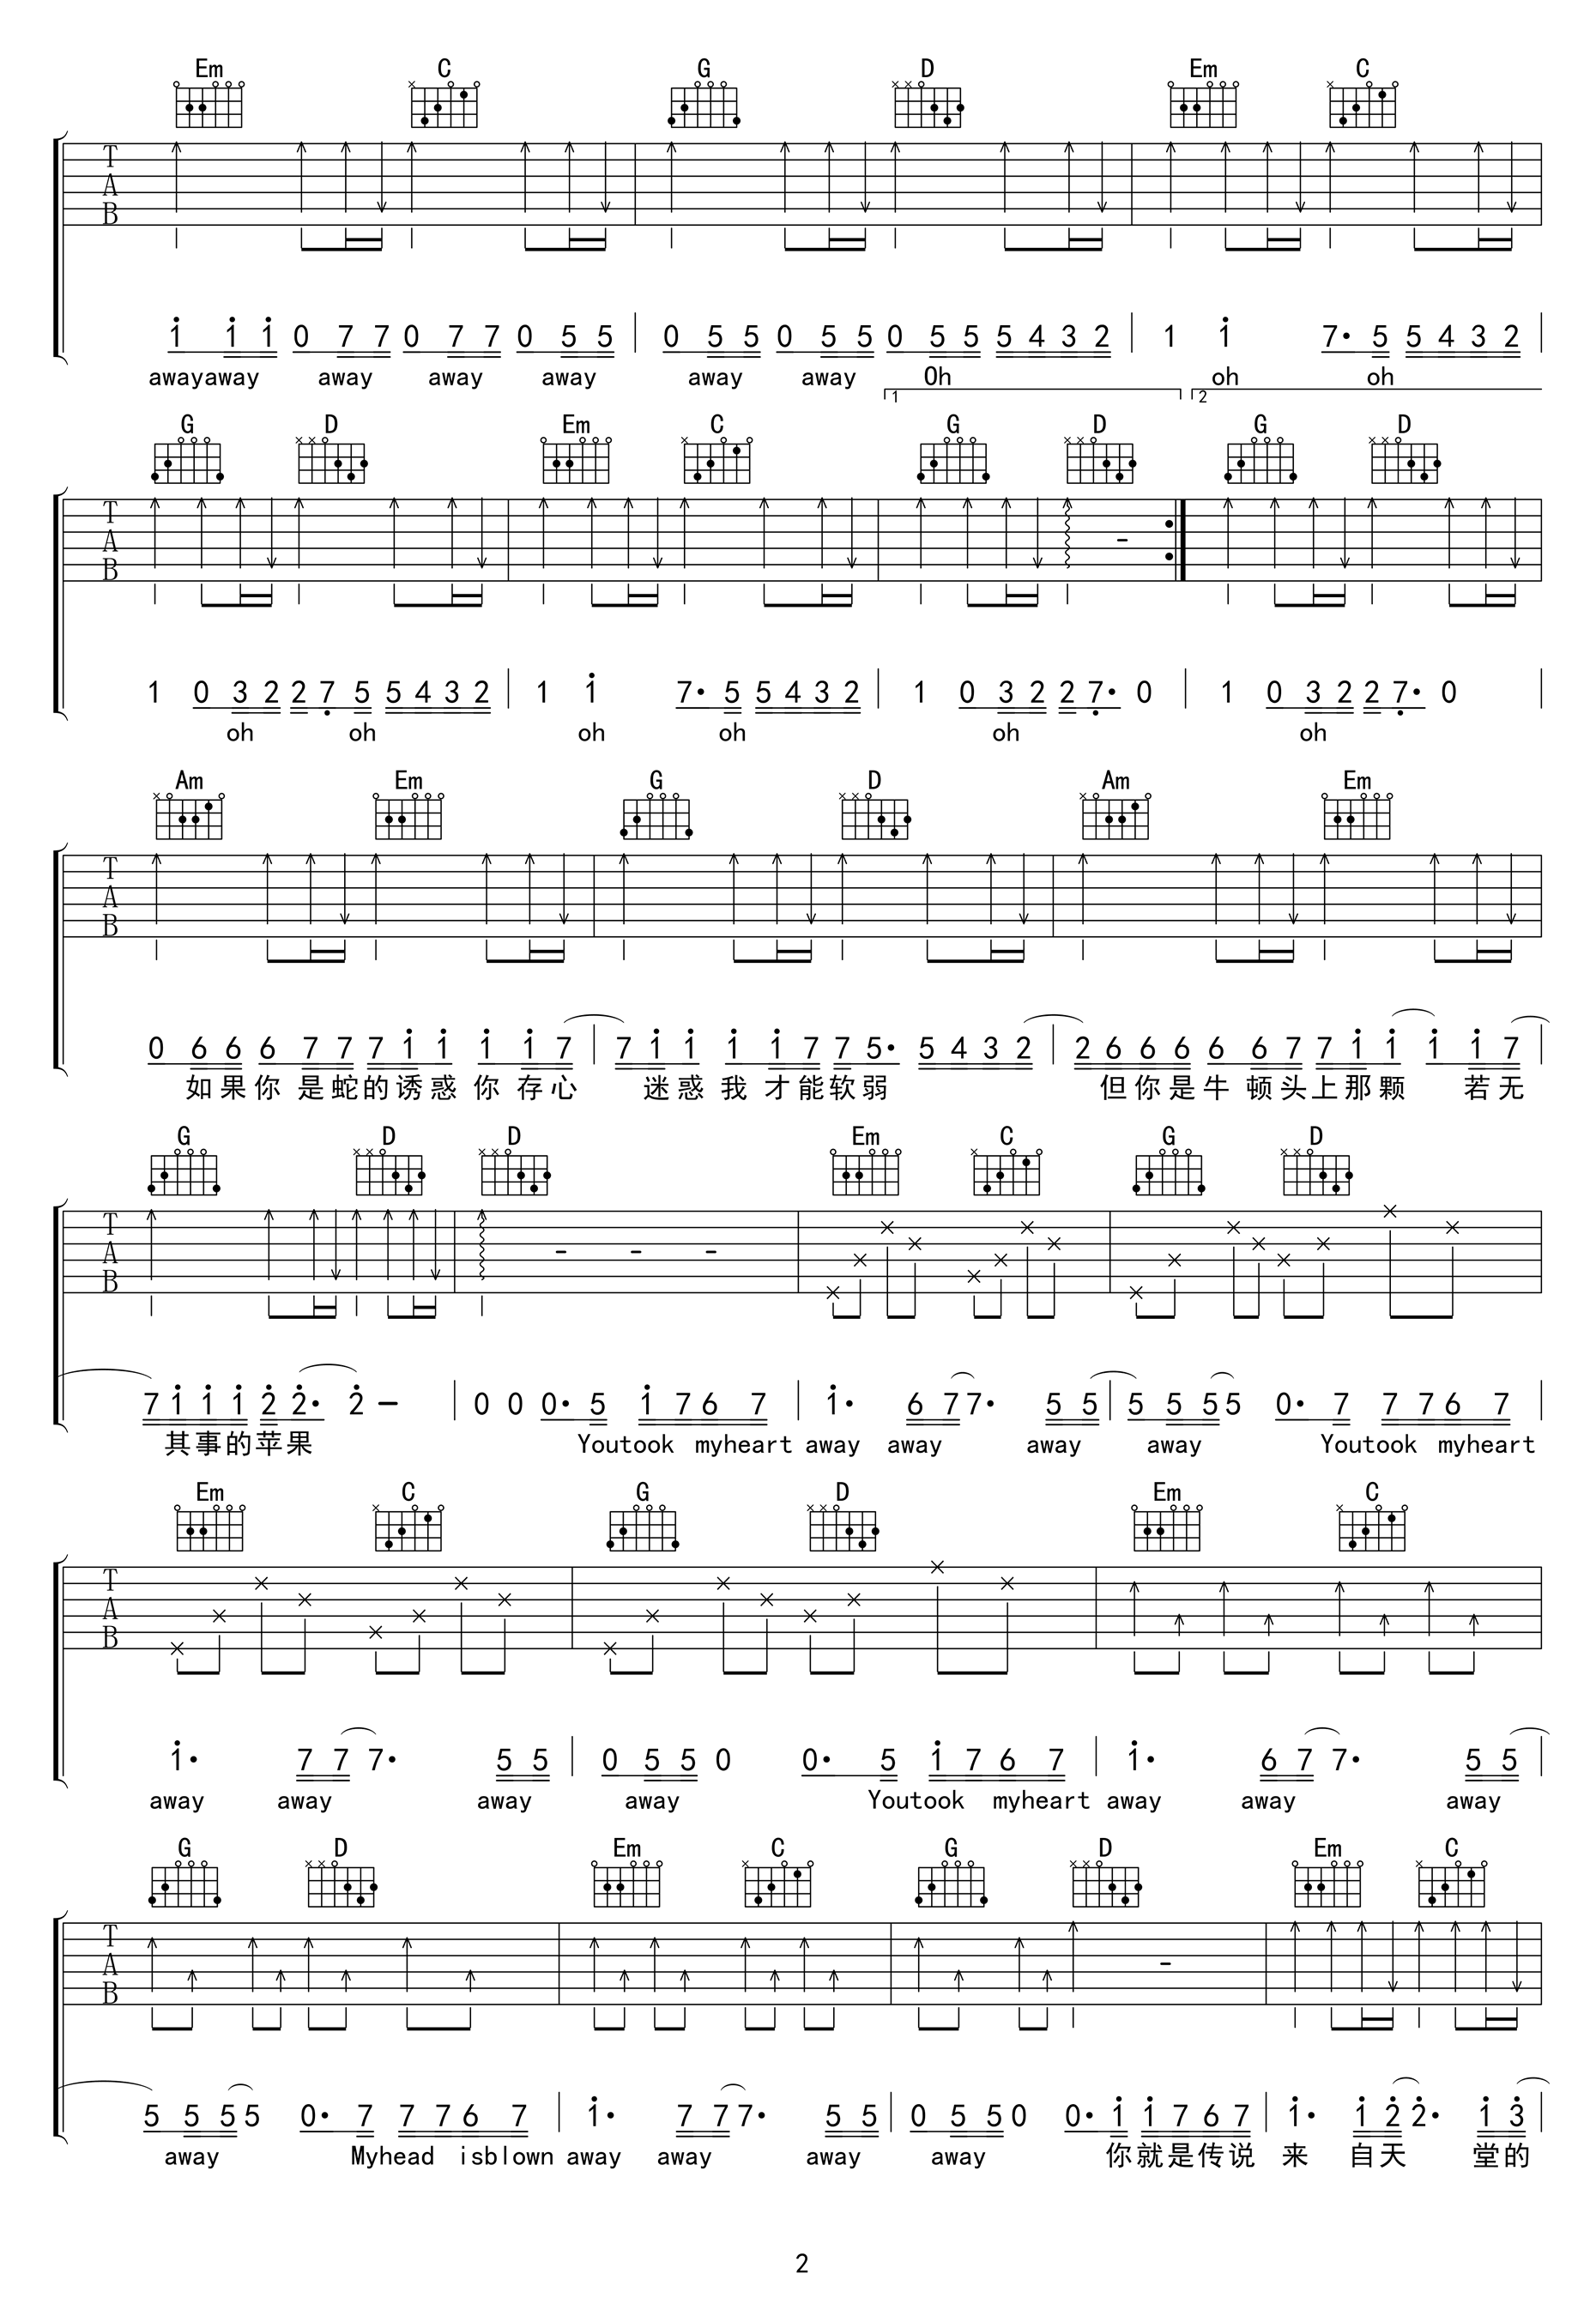 Em C G D Em C
T A B
1 1 1 0 7 7 0 7 7 0 5 5 0 5 5 0 5 5 0 5 5 5 4 3 2 1 1 7· 5 5 4 3 2
awayaway away away away away away Oh oh oh
1 2
G D Em C G D G D
T A B
1 0 3 2 2 7 5 5 4 3 2 1 1 7· 5 5 4 3 2 1 0 3 2 2 7· 0 1 0 3 2 2 7· 0
oh oh oh oh oh oh
Am Em G D Am Em
T A B
0 6 6 6 7 7 7 1 1 1 1 7 7 1 1 1 1 7 7 5· 5 4 3 2 2 6 6 6 6 6 7 7 1 1 1 1 7
如果你 是蛇的诱惑 你 存心 迷惑 我 才能软弱 但你是牛 顿头上那颗 若无
G D D Em C G D
T A B
7 1 1 1 2 2· 2 - 0 0 0· 5 1 7 6 7 1· 6 7 7· 5 5 5 5 5 5 0· 7 7 7 6 7
其事的苹果 Youtook myheart away away away away Youtook myheart
Em C G D Em C
T A B
1· 7 7 7· 5 5 0 5 5 0 0· 5 1 7 6 7 1· 6 7 7· 5 5
away away away away Youtook myheart away away away
G D Em C G D Em C
T A B
5 5 5 5 0· 7 7 7 6 7 1· 7 7 7· 5 5 0 5 5 0 0· 1 1 7 6 7 1· 1 2 2· 1 3
away Myhead isblown away away away away 你就是传说 来 自天 堂的
2